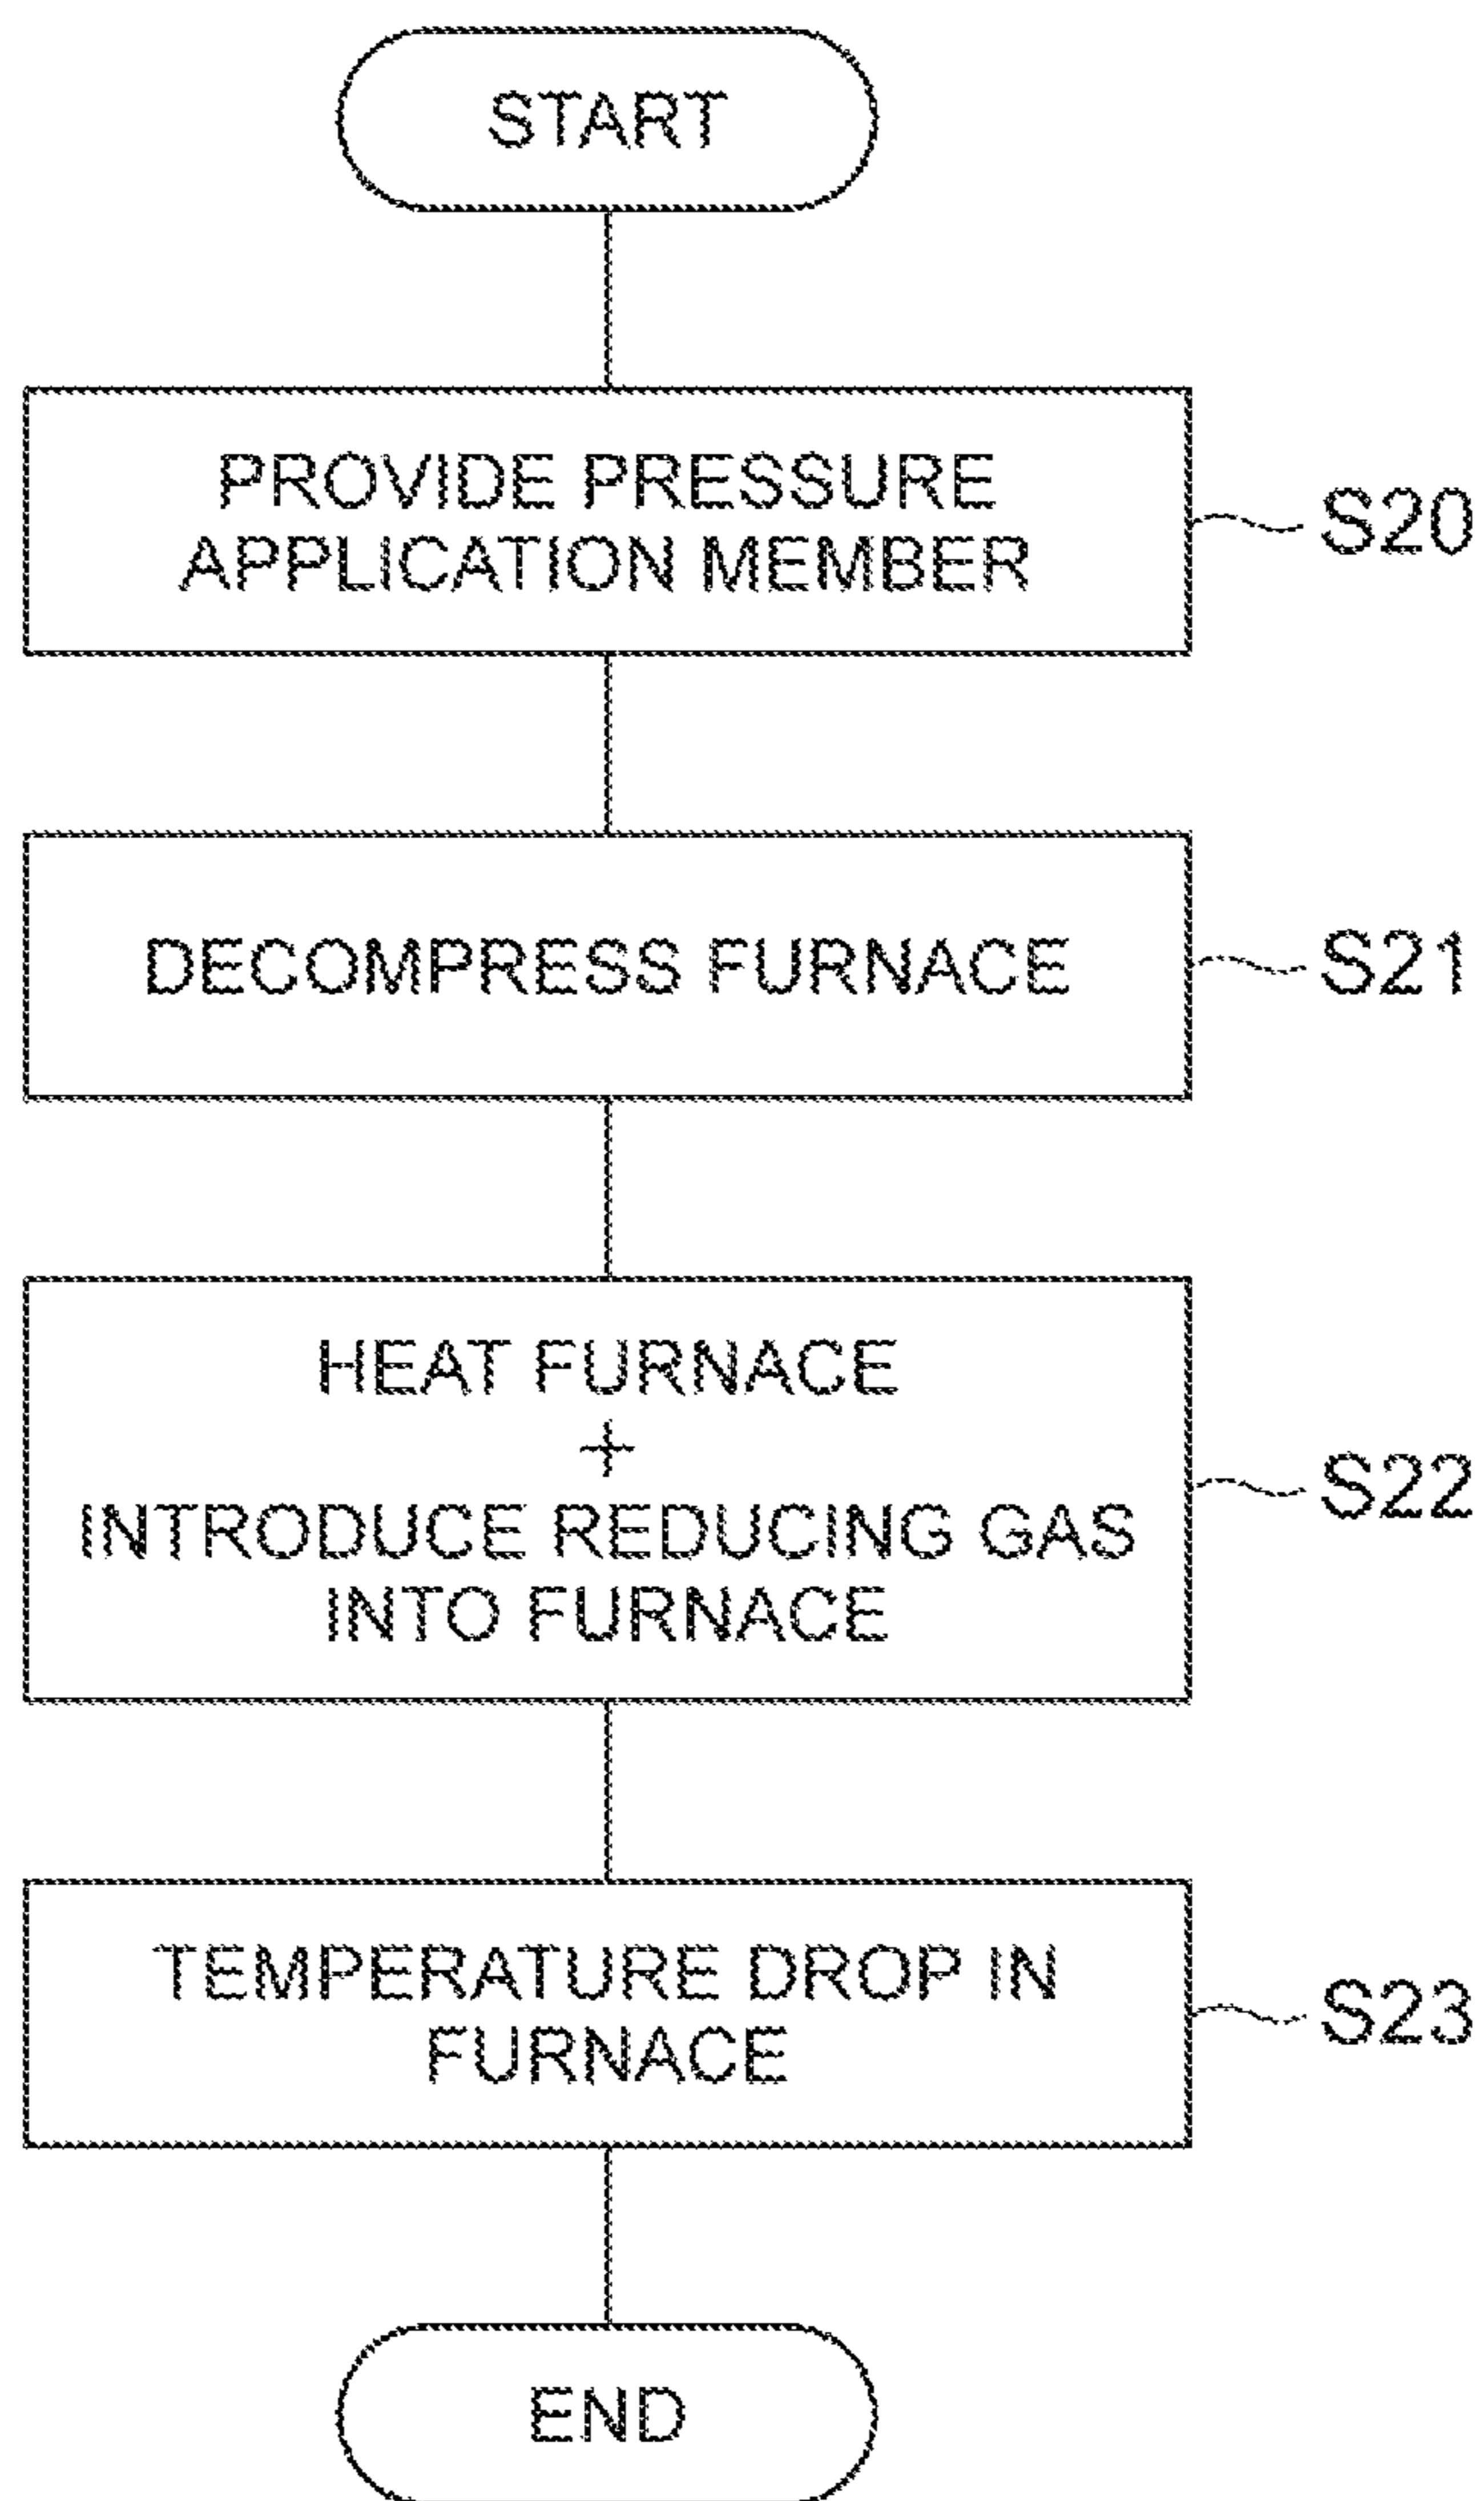 START
PROVIDE PRESSURE
APPLICATION MEMBER
S20
DECOMPRESS FURNACE
S21
HEAT FURNACE
+
INTRODUCE REDUCING GAS
INTO FURNACE
S22
TEMPERATURE DROP IN
FURNACE
S23
END